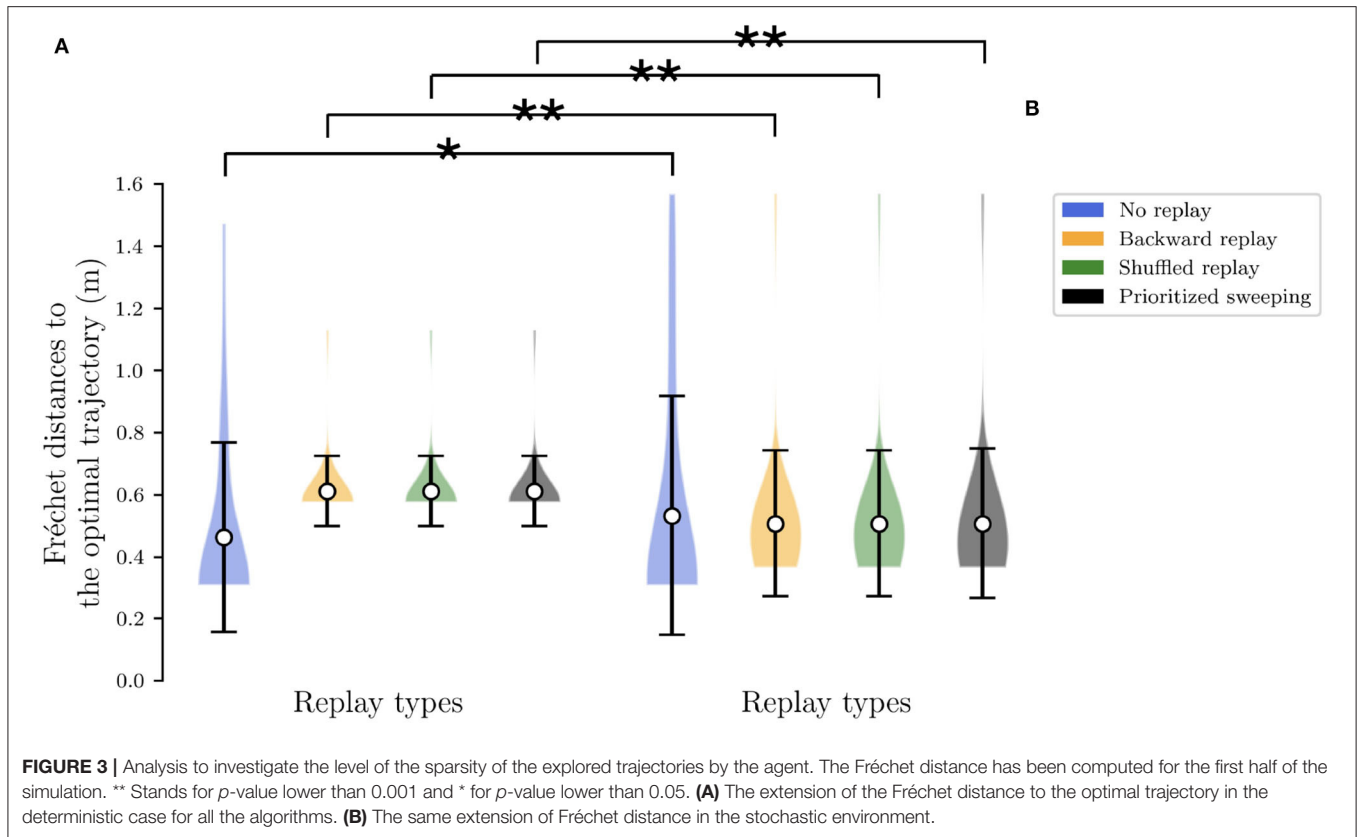 A
**
**
**
*
B
1.6
1.4
1.2
1.0
0.8
0.6
0.4
0.2
0.0
Fréchet distances to
the optimal trajectory (m)
No replay
Backward replay
Shuffled replay
Prioritized sweeping
Replay types
Replay types
FIGURE 3 | Analysis to investigate the level of the sparsity of the explored trajectories by the agent. The Fréchet distance has been computed for the first half of the
simulation. ** Stands for p-value lower than 0.001 and * for p-value lower than 0.05. (A) The extension of the Fréchet distance to the optimal trajectory in the
deterministic case for all the algorithms. (B) The same extension of Fréchet distance in the stochastic environment.